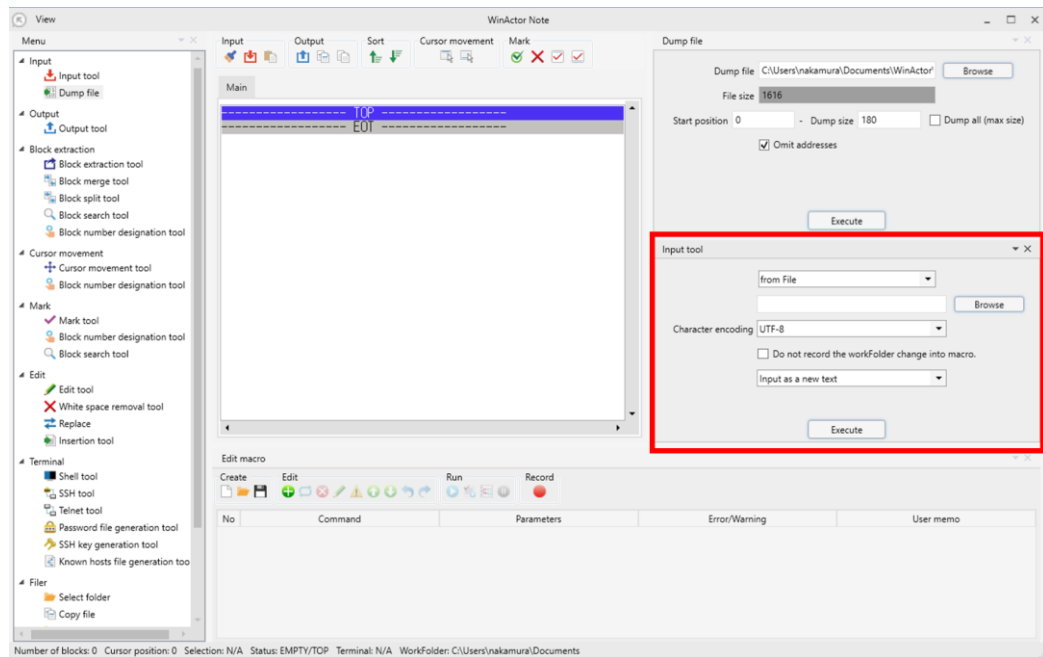 View
WinActor Note
Menu
Input
Input tool
Dump file
Output
Output tool
Block extraction
Block extraction tool
Block merge tool
Block split tool
Block search tool
Block number designation tool
Cursor movement
Cursor movement tool
Block number designation tool
Mark
Mark tool
Block number designation tool
Block search tool
Edit
Edit tool
White space removal tool
Replace
Insertion tool
Terminal
Shell tool
SSH tool
Telnet tool
Password file generation tool
SSH key generation tool
Known hosts file generation too
Filer
Select folder
Copy file
Input Output Sort Cursor movement Mark
Main
------------------ TOP ------------------
------------------ EOT ------------------
Dump file
Dump file C:\Users\nakamura\Documents\WinActor\ Browse
File size 1616
Start position 0 - Dump size 180 Dump all (max size)
Omit addresses
Execute
Input tool
from File
Browse
Character encoding UTF-8
Do not record the workFolder change into macro.
Input as a new text
Execute
Edit macro
Create Edit Run Record
No Command Parameters Error/Warning User memo
Number of blocks: 0 Cursor position: 0 Selection: N/A Status: EMPTY/TOP Terminal: N/A WorkFolder: C:\Users\nakamura\Documents